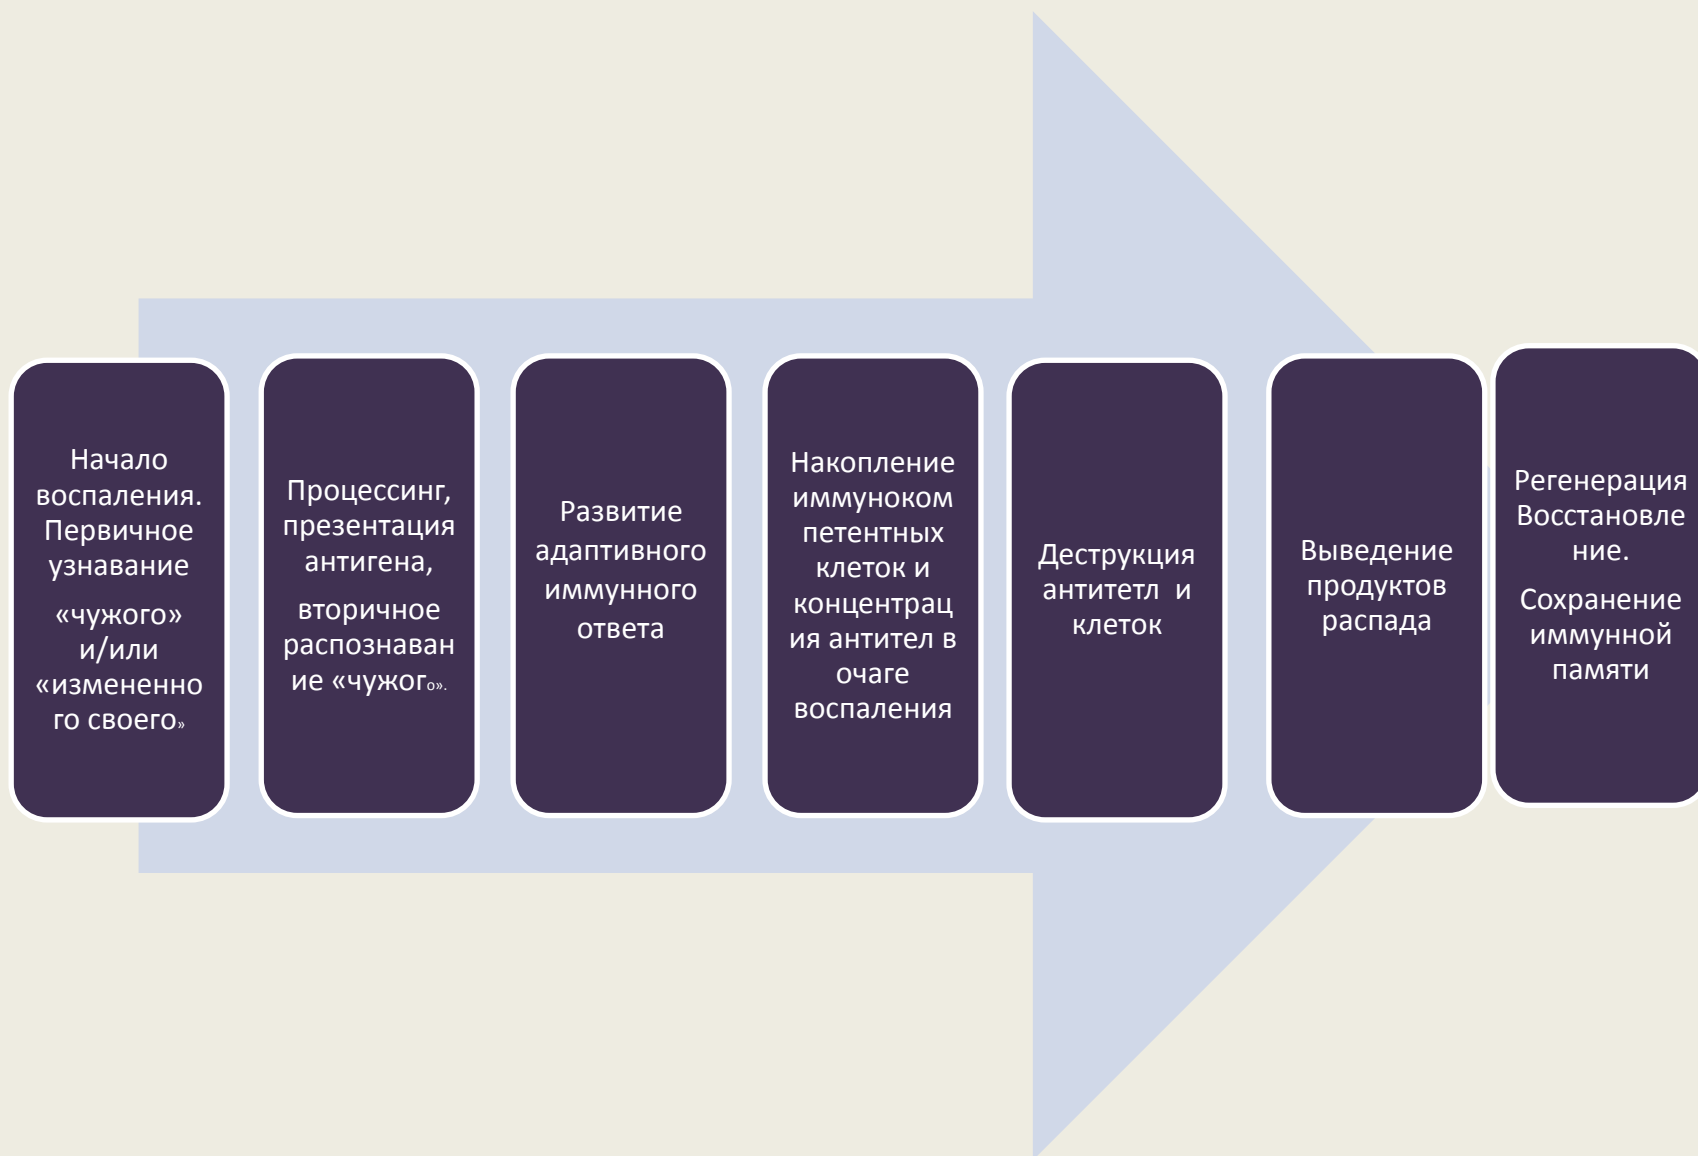 Начало
воспаления.
Первичное
узнавание
«чужого»
и/или
«измененно
го своего»
Процессинг,
презентация
антигена,
вторичное
распознаван
ие «чужого».
Развитие
адаптивного
иммунного
ответа
Накопление
иммуноком
петентных
клеток и
концентрац
ия антител в
очаге
воспаления
Деструкция
антитетл и
клеток
Выведение
продуктов
распада
Регенерация
Восстановле
ние.
Сохранение
иммунной
памяти